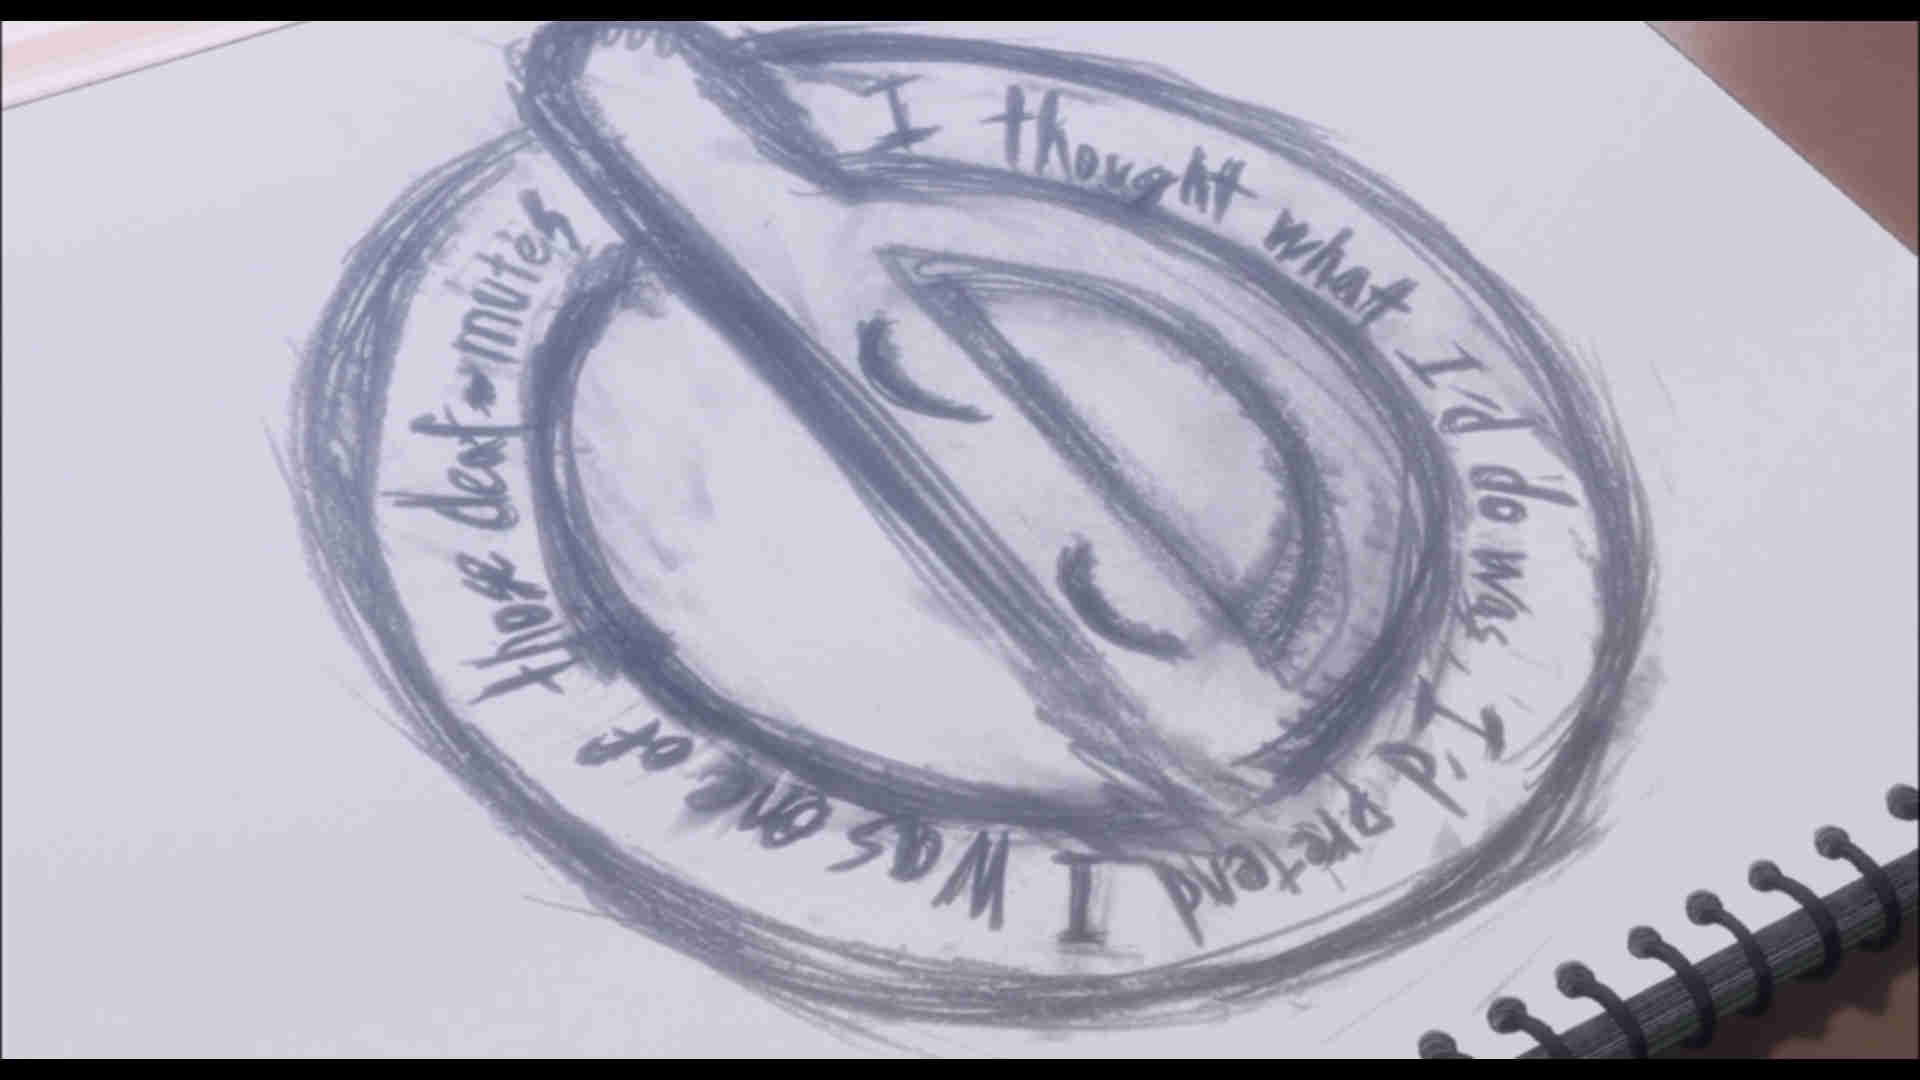 I thought what I'd do was, I'd pretend I was one of those deaf-mutes